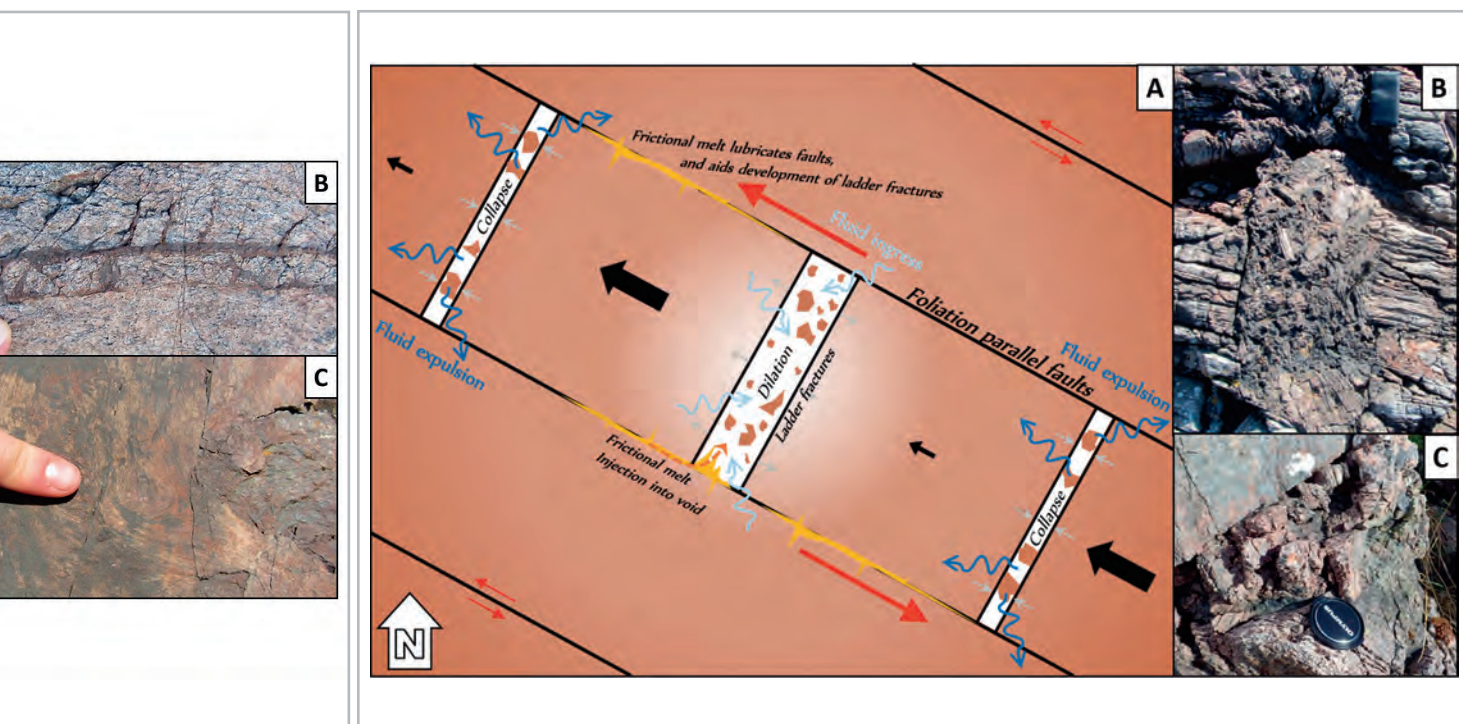 B
C
A
B
C
Frictional melt lubricates faults,
and aids development of ladder fractures
Fluid ingress
Collapse
Foliation parallel faults
Fluid expulsion
Fluid expulsion
Dilation
Ladder fractures
Frictional melt
Injection into void
Collapse
N
OLYMPUS